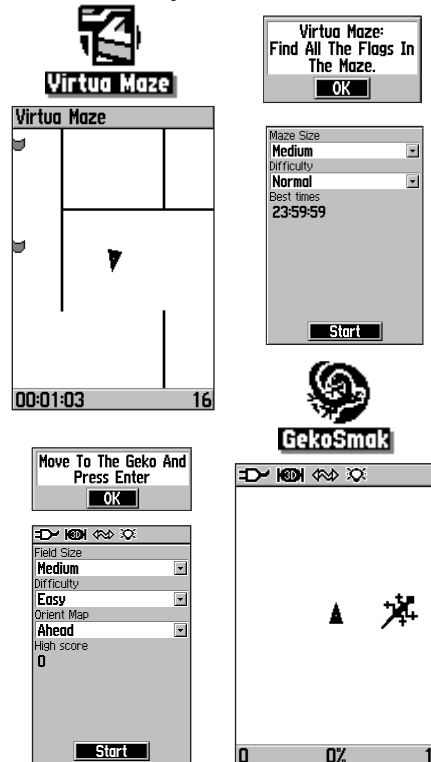 Virtua Maze
Virtua Maze:
Find All The Flags In
The Maze.
OK
Virtua Maze
00:01:03 16
Maze Size
Medium
Difficulty
Normal
Best times
23:59:59
Start
GekoSmak
Move To The Geko And
Press Enter
OK
3D
Field Size
Medium
Difficulty
Easy
Orient Map
Ahead
High score
0
Start
3D
0 0% 1